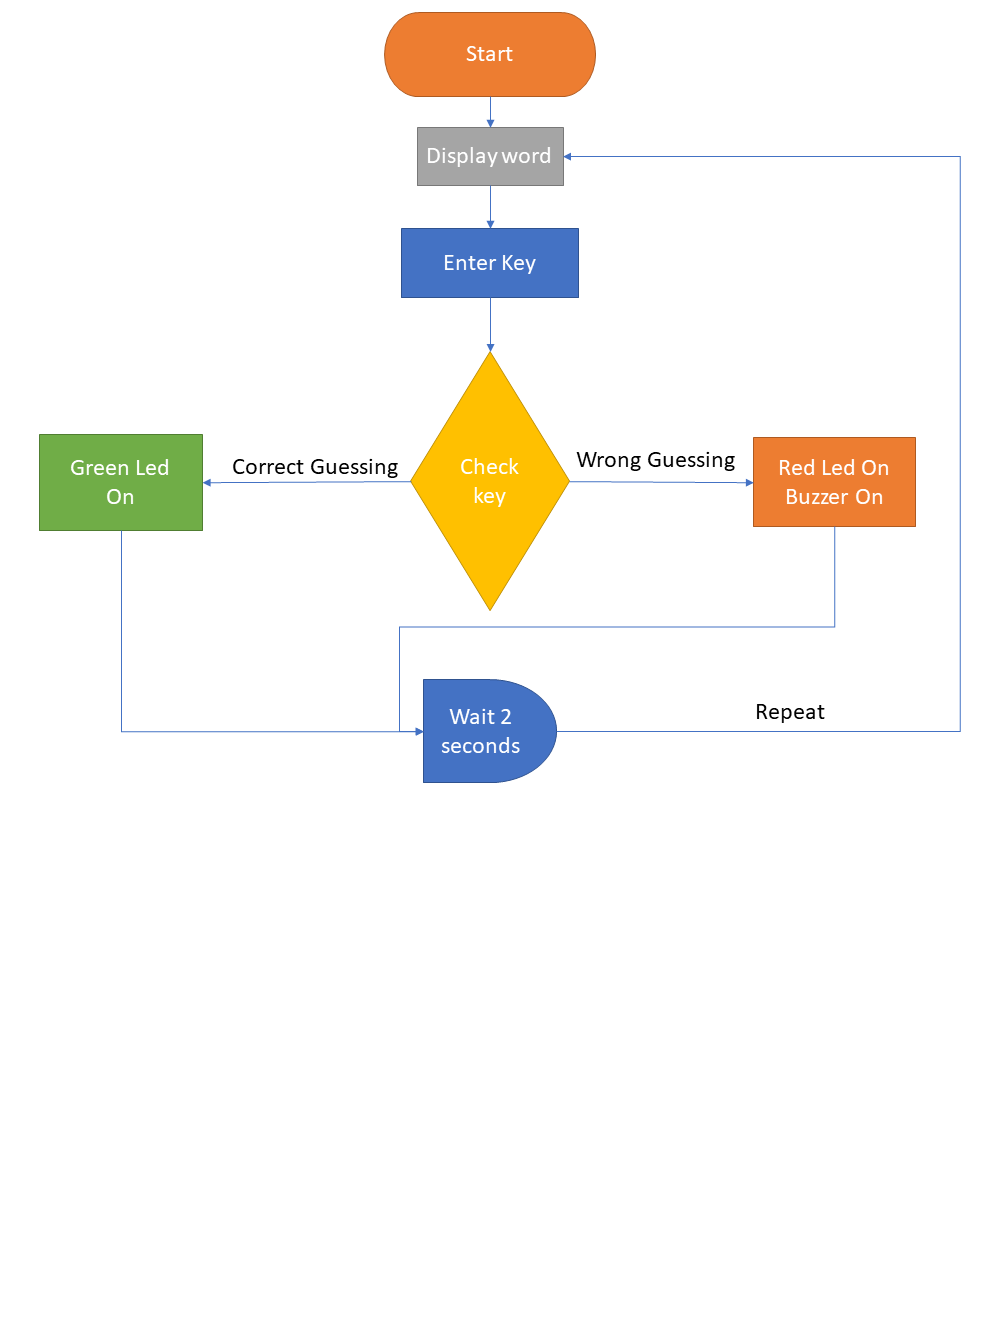 Start
Display word
Enter Key
Check
key
Correct Guessing
Wrong Guessing
Green Led
On
Red Led On
Buzzer On
Wait 2
seconds
Repeat